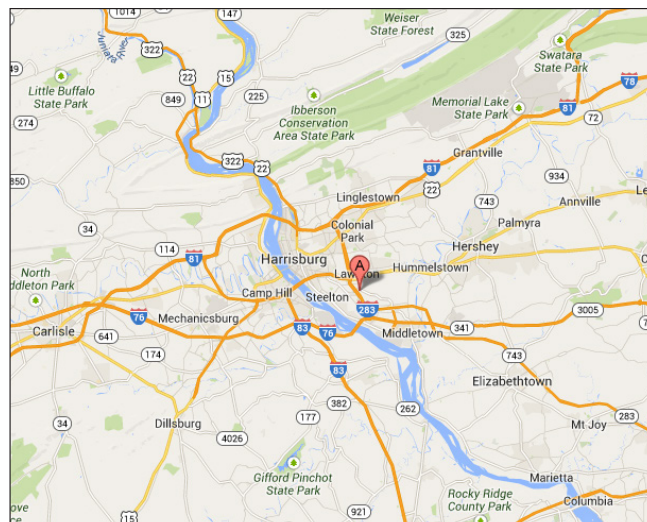 1014
147
Weiser
State Forest
325
322
Juniata
River
22
15
Swatara
State Park
Little Buffalo
State Park
849
11
225
Ibberson
Conservation
Area State Park
Memorial Lake
State Park
81
78
72
274
322
22
Grantville
81
934
850
Linglestown
22
743
Annville
34
Colonial
Park
Palmyra
34
114
81
Harrisburg
Hershey
North
Middleton Park
A
Hummelstown
Camp Hill
Steelton
283
76
Mechanicsburg
83
76
Middletown
341
3005
Carlisle
641
174
83
743
Elizabethtown
382
262
177
283
34
Dillsburg
4026
Mt Joy
Gifford Pinchot
State Park
Marietta
Rocky Ridge
County Park
Columbia
15
921